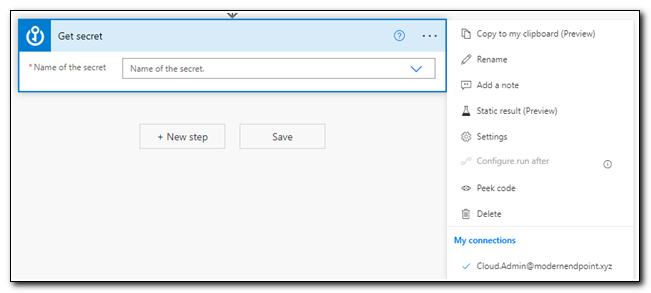 Get secret
* Name of the secret
Name of the secret.
+ New step
Save
Copy to my clipboard (Preview)
Rename
Add a note
Static result (Preview)
Settings
Configure run after
Peek code
Delete
My connections
Cloud.Admin@modernendpoint.xyz